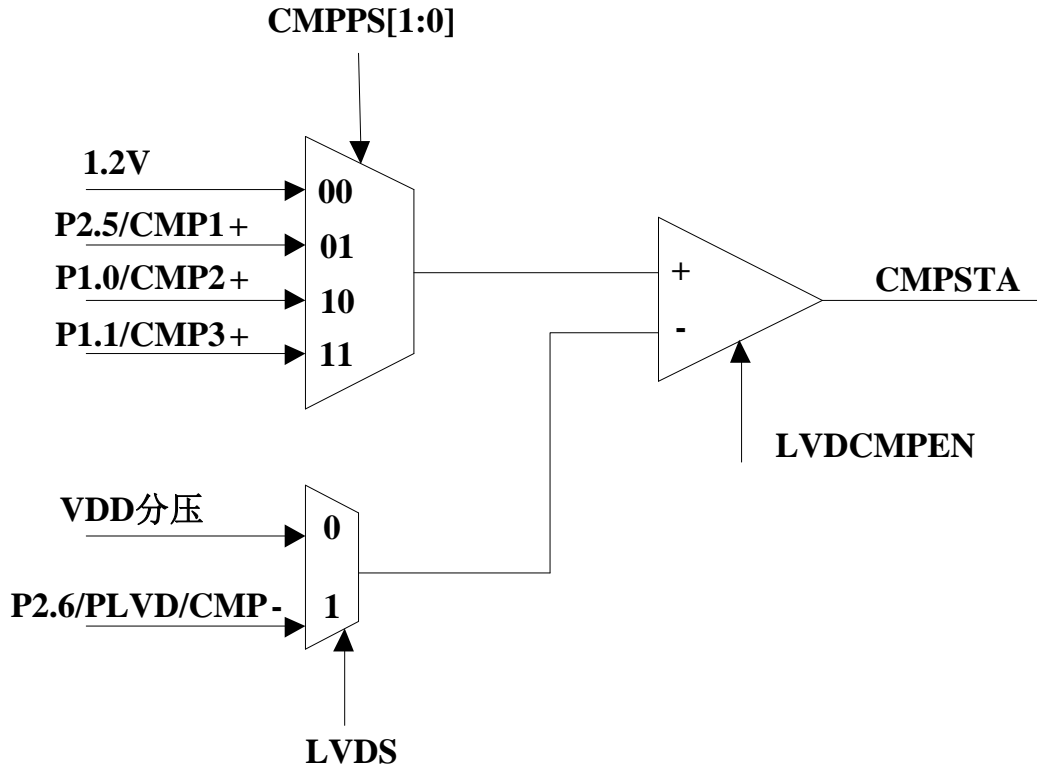 CMPPS[1:0]
1.2V
00
P2.5/CMP1+
01
P1.0/CMP2+
10
P1.1/CMP3+
11
+
-
CMPSTA
LVDCMPEN
VDD分压
0
P2.6/PLVD/CMP-
1
LVDS